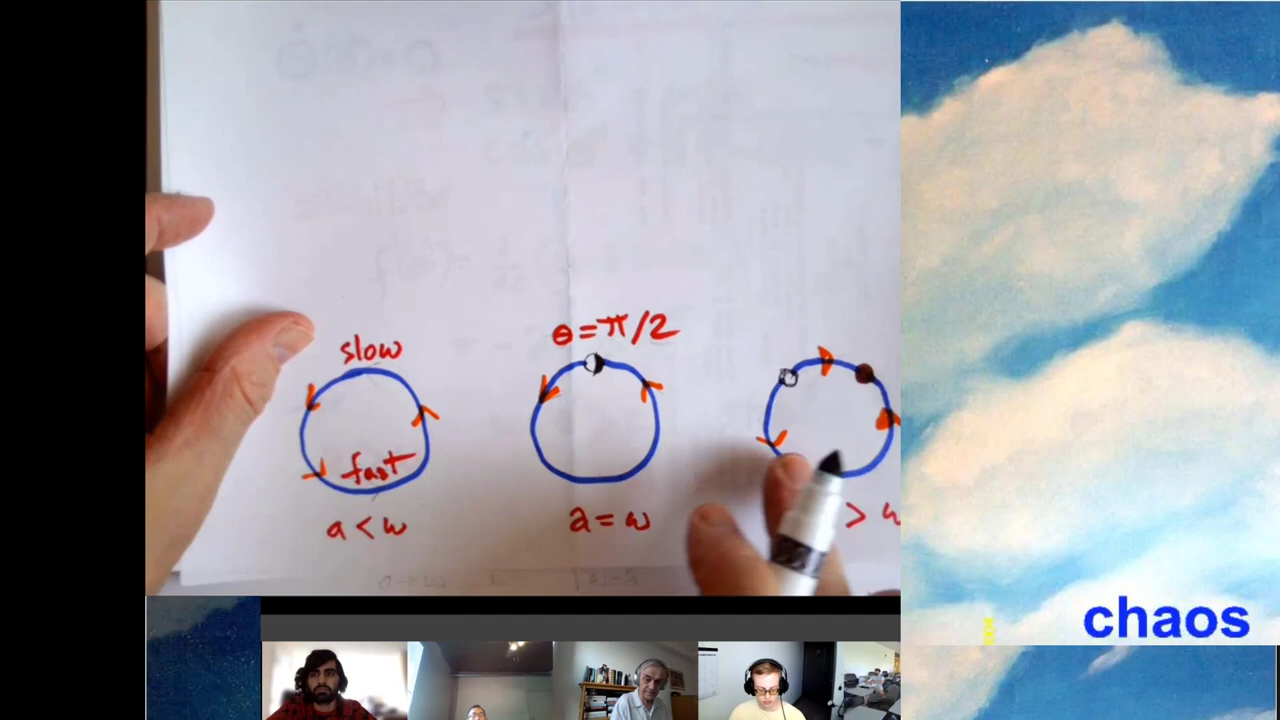 θ=π/2
slow
fast
a<w
a=w
>w
chaos